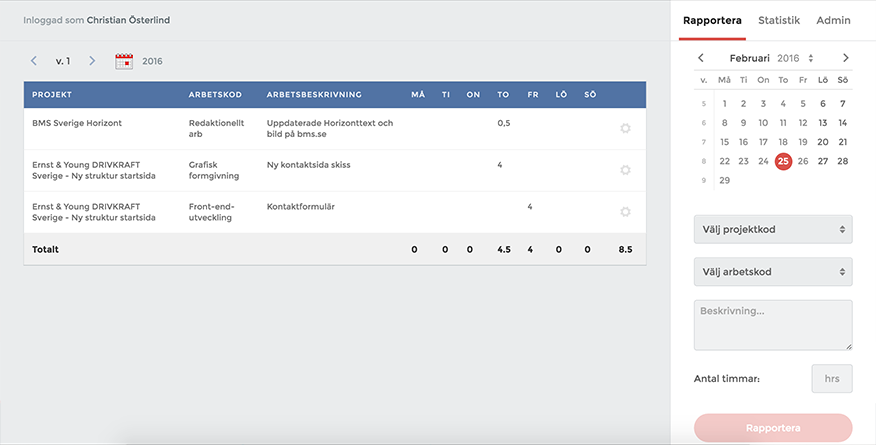 Inloggad som Christian Österlind
Rapportera Statistik Admin
v. 1 2016
PROJEKT ARBETSKOD ARBETSBESKRIVNING MÅ TI ON TO FR LÖ SÖ
BMS Sverige Horizont Redaktionellt arb Uppdaterade Horizonttext och bild på bms.se 0,5
Ernst & Young DRIVKRAFT Sverige - Ny struktur startsida Grafisk formgivning Ny kontaktsida skiss 4
Ernst & Young DRIVKRAFT Sverige - Ny struktur startsida Front-end-utveckling Kontaktformulär 4
Totalt 0 0 0 4.5 4 0 0 8.5
Februari 2016
v. Må Ti On To Fr Lö Sö
5 1 2 3 4 5 6 7
6 8 9 10 11 12 13 14
7 15 16 17 18 19 20 21
8 22 23 24 25 26 27 28
9 29
Välj projektkod
Välj arbetskod
Beskrivning...
Antal timmar: hrs
Rapportera